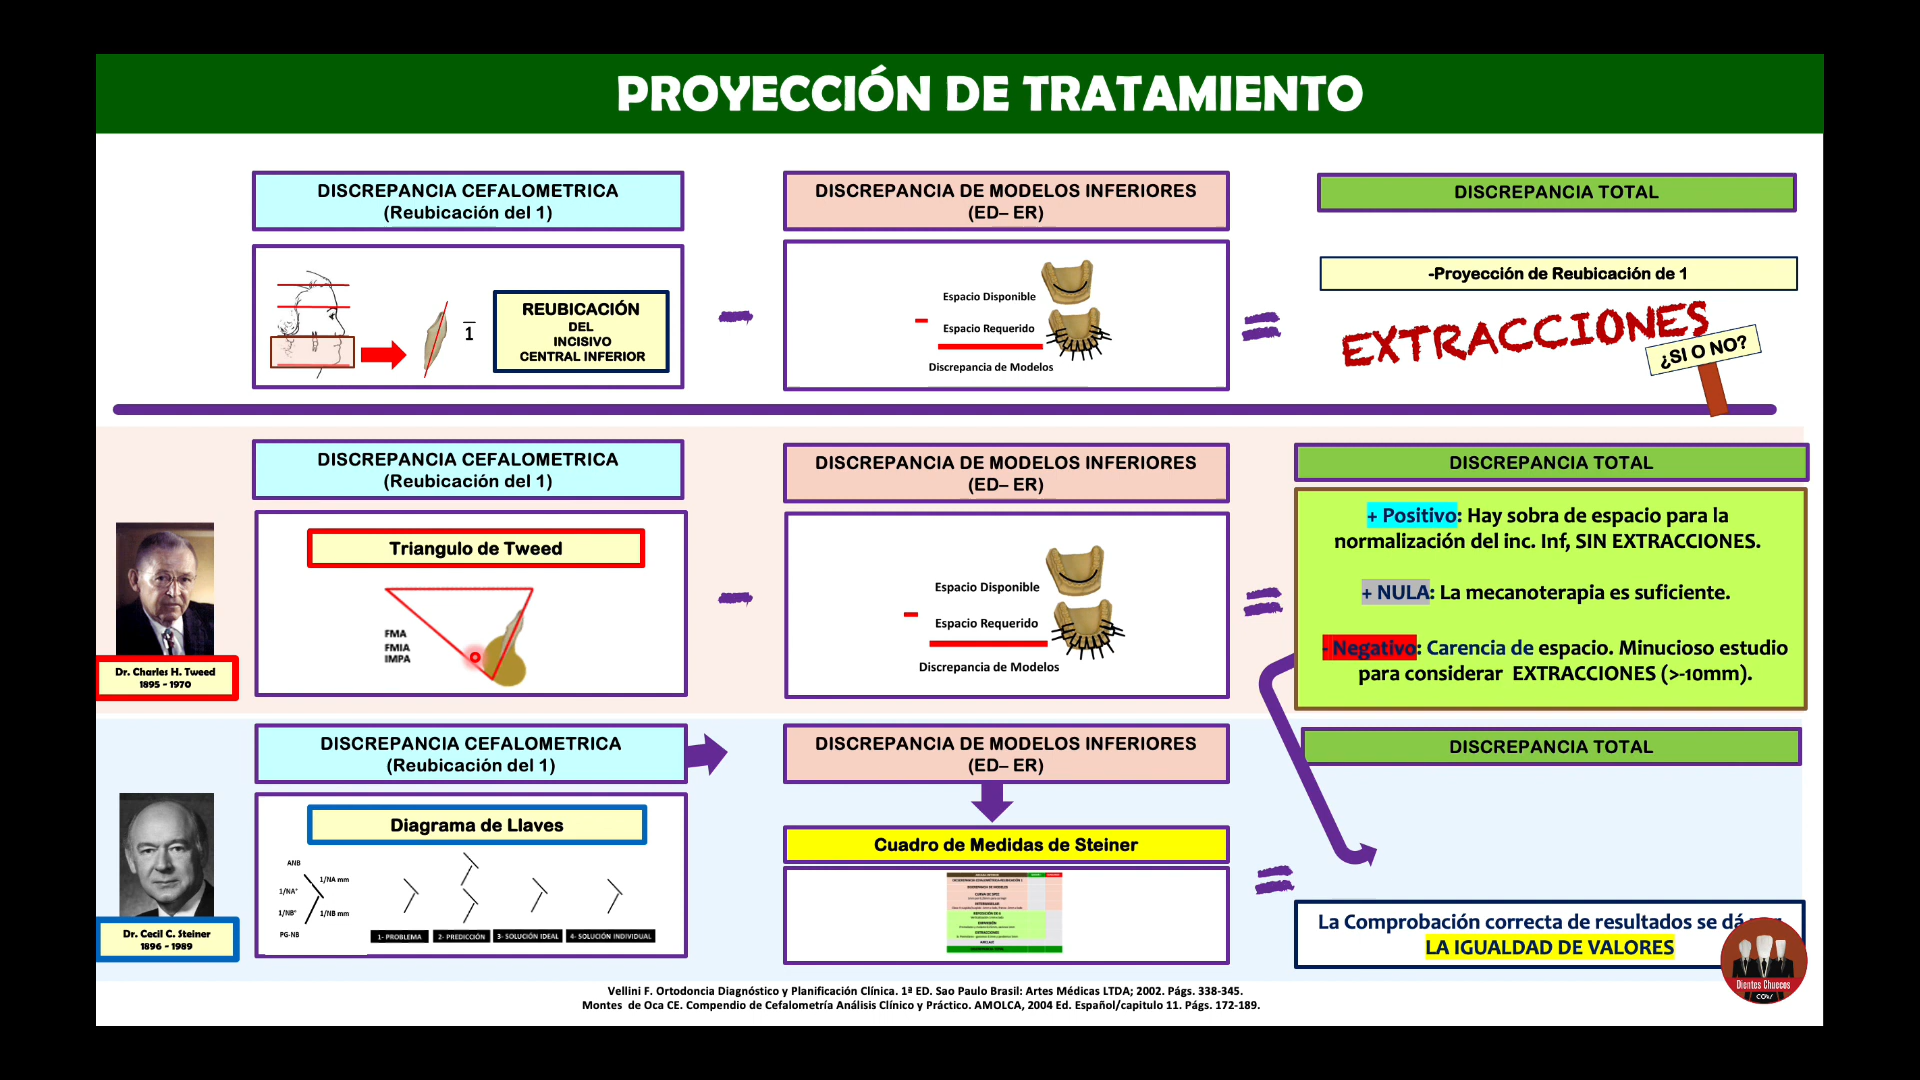 PROYECCIÓN DE TRATAMIENTO
DISCREPANCIA CEFALOMETRICA
(Reubicación del 1)
DISCREPANCIA DE MODELOS INFERIORES
(ED– ER)
DISCREPANCIA TOTAL
1
REUBICACIÓN
DEL
INCISIVO
CENTRAL INFERIOR
Espacio Disponible
Espacio Requerido
Discrepancia de Modelos
-Proyección de Reubicación de 1
EXTRACCIONES
¿SI O NO?
DISCREPANCIA CEFALOMETRICA
(Reubicación del 1)
DISCREPANCIA DE MODELOS INFERIORES
(ED– ER)
DISCREPANCIA TOTAL
Dr. Charles H. Tweed
1895 - 1970
Triangulo de Tweed
FMA
FMIA
IMPA
Espacio Disponible
Espacio Requerido
Discrepancia de Modelos
+ Positivo: Hay sobra de espacio para la
normalización del inc. Inf, SIN EXTRACCIONES.
+ NULA: La mecanoterapia es suficiente.
- Negativo: Carencia de espacio. Minucioso estudio
para considerar EXTRACCIONES (>-10mm).
DISCREPANCIA CEFALOMETRICA
(Reubicación del 1)
DISCREPANCIA DE MODELOS INFERIORES
(ED– ER)
DISCREPANCIA TOTAL
Dr. Cecil C. Steiner
1896 - 1989
Diagrama de Llaves
ANB
1/NA mm
1/NA°
1/NB°
1/NB mm
PG-NB
1- PROBLEMA
2- PREDICCIÓN
3- SOLUCIÓN IDEAL
4- SOLUCIÓN INDIVIDUAL
Cuadro de Medidas de Steiner
La Comprobación correcta de resultados se dá
LA IGUALDAD DE VALORES
Dientes Chuecos
COM
Vellini F. Ortodoncia Diagnóstico y Planificación Clínica. 1ª ED. Sao Paulo Brasil: Artes Médicas LTDA; 2002. Págs. 338-345.
Montes de Oca CE. Compendio de Cefalometría Análisis Clínico y Práctico. AMOLCA, 2004 Ed. Español/capitulo 11. Págs. 172-189.